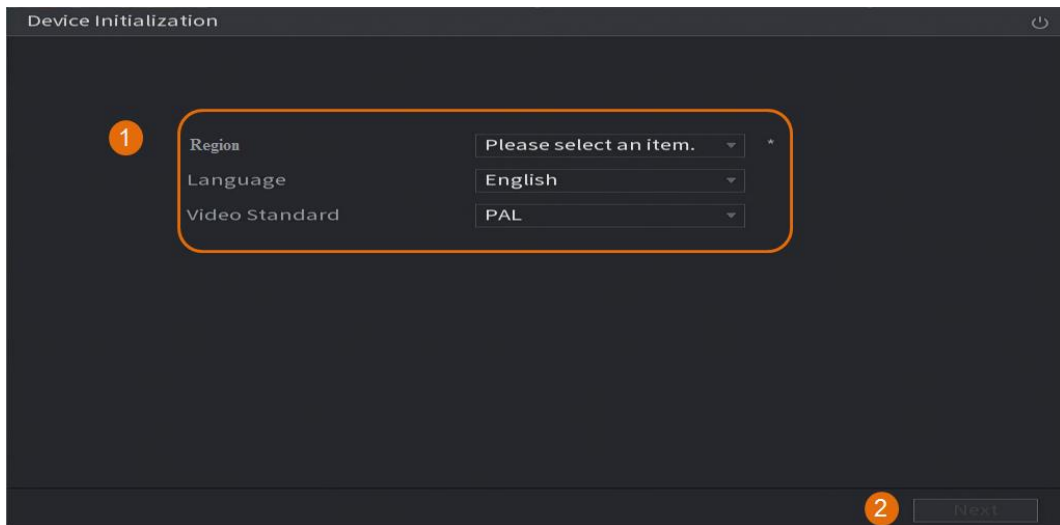 Device Initialization
1
Region Please select an item. *
Language English
Video Standard PAL
2 Next